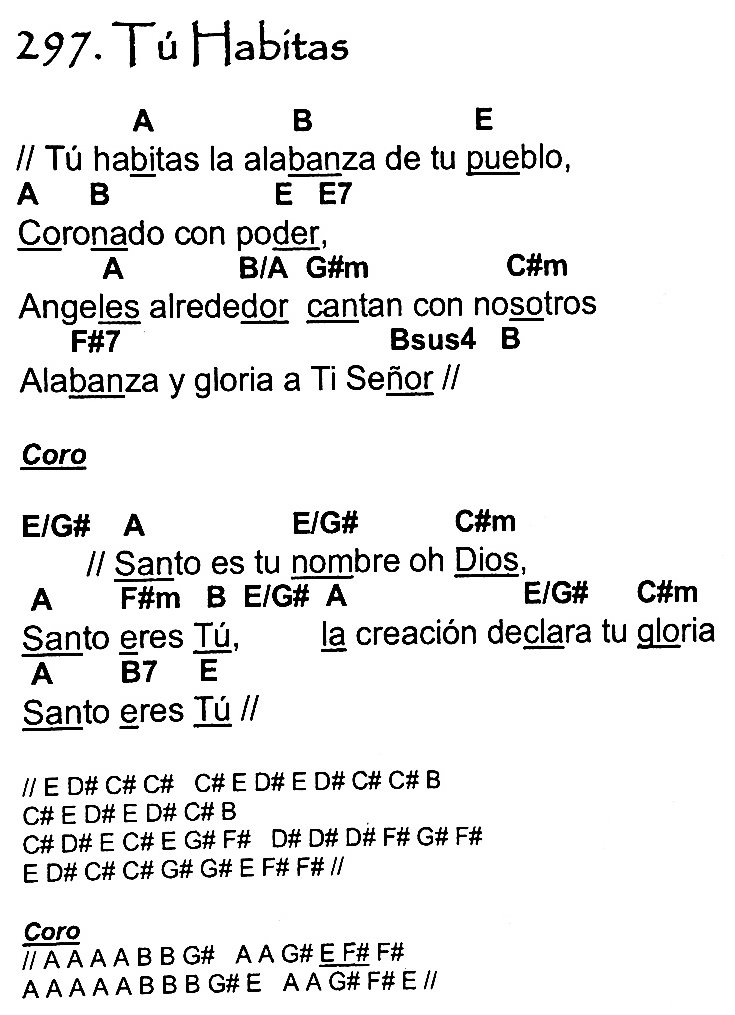 297. Tú Habitas
A B E
// Tú habitas la alabanza de tu pueblo,
A B E E7
Coronado con poder,
A B/A G#m C#m
Angeles alrededor cantan con nosotros
F#7 Bsus4 B
Alabanza y gloria a Ti Señor //
Coro
E/G# A E/G# C#m
// Santo es tu nombre oh Dios,
A F#m B E/G# A E/G# C#m
Santo eres Tú, la creación declara tu gloria
A B7 E
Santo eres Tú //
// E D# C# C# C# E D# E D# C# C# B
C# E D# E D# C# B
C# D# E C# E G# F# D# D# D# F# G# F#
E D# C# C# G# G# E F# F# //
Coro
// A A A A B B G# A A G# E F# F#
A A A A A B B B G# E A A G# F# E //